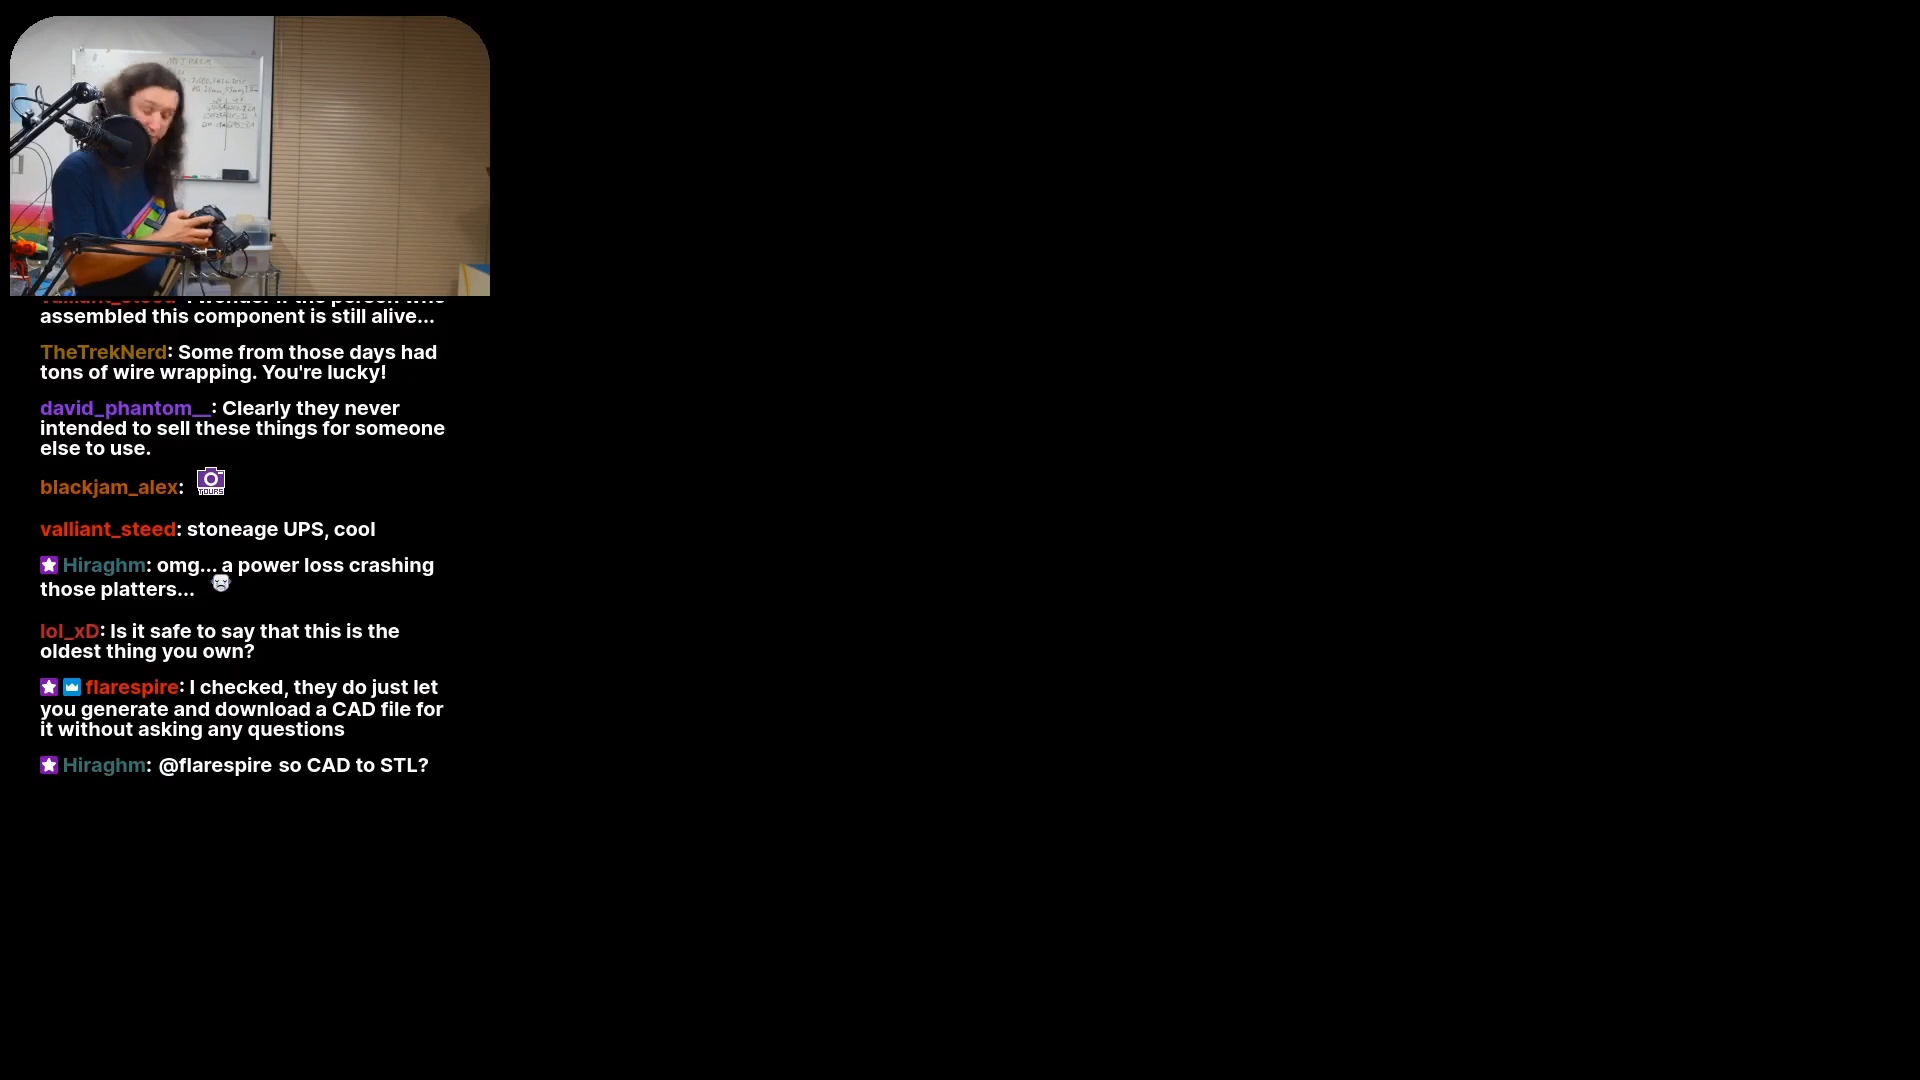 assembled this component is still alive...
TheTrekNerd: Some from those days had
tons of wire wrapping. You're lucky!
david_phantom__: Clearly they never
intended to sell these things for someone
else to use.
blackjam_alex:
TOURS
valliant_steed: stoneage UPS, cool
Hiraghm: omg... a power loss crashing
those platters...
lol_xD: Is it safe to say that this is the
oldest thing you own?
flarespire: I checked, they do just let
you generate and download a CAD file for
it without asking any questions
Hiraghm: @flarespire so CAD to STL?